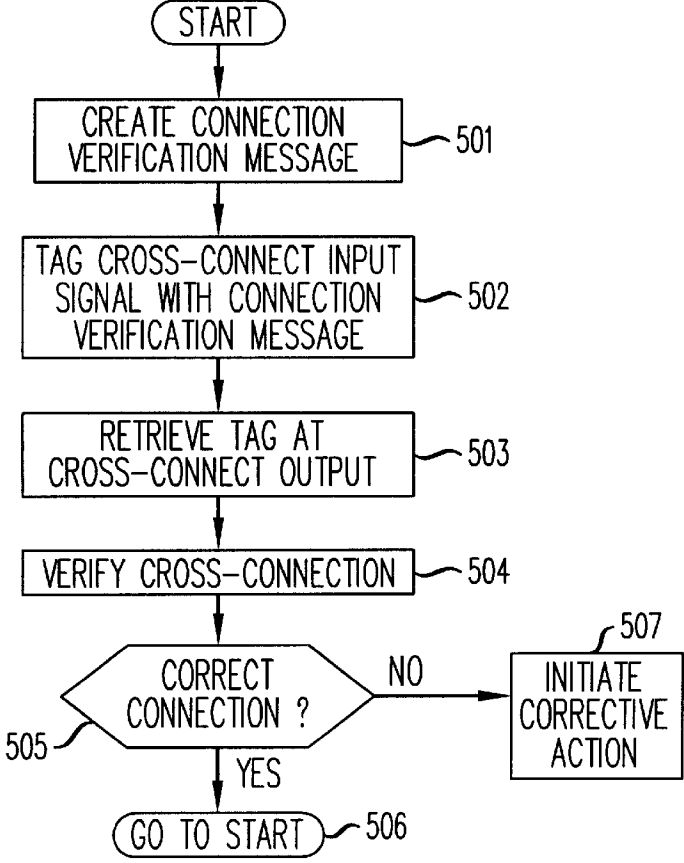 START
CREATE CONNECTION
VERIFICATION MESSAGE
501
TAG CROSS-CONNECT INPUT
SIGNAL WITH CONNECTION
VERIFICATION MESSAGE
502
RETRIEVE TAG AT
CROSS-CONNECT OUTPUT
503
VERIFY CROSS-CONNECTION
504
CORRECT
CONNECTION ?
505
NO
507
INITIATE
CORRECTIVE
ACTION
YES
GO TO START
506